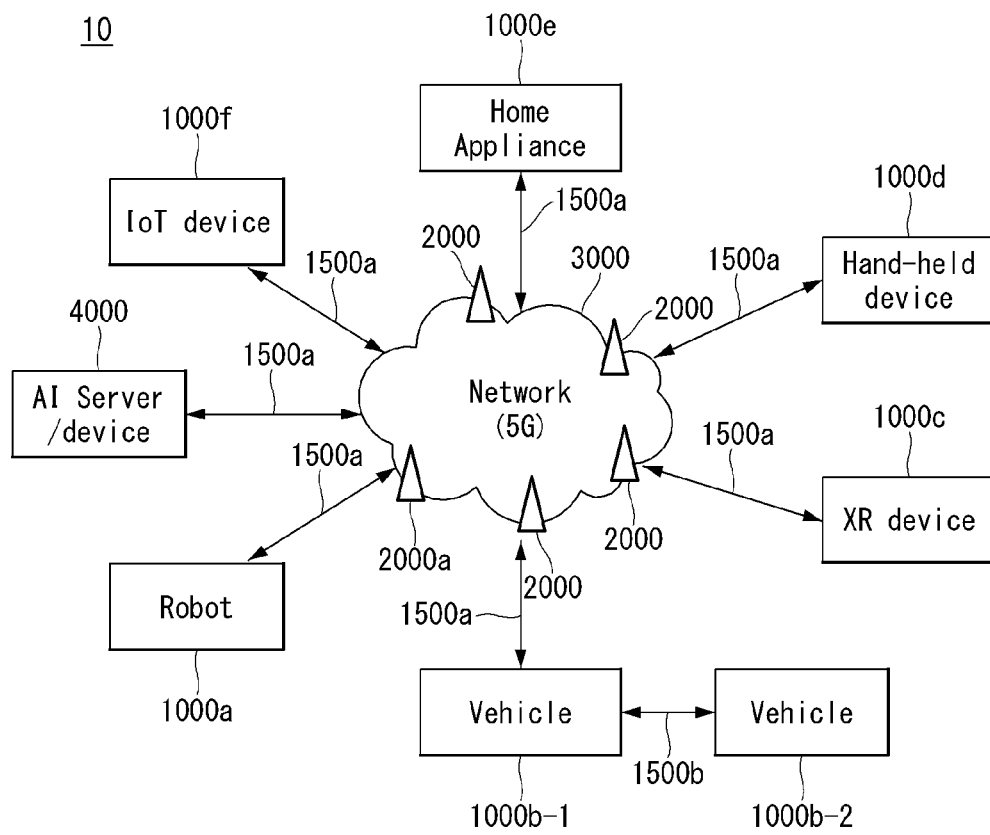 10
1000e
Home
Appliance
1000f
IoT device
1500a
1000d
Hand-held
device
1500a
2000
3000
1500a
2000
4000
AI Server
/device
1500a
Network
(5G)
1000c
XR device
1500a
1500a
2000a
2000
2000
Robot
1000a
1500a
Vehicle
Vehicle
1500b
1000b-1
1000b-2